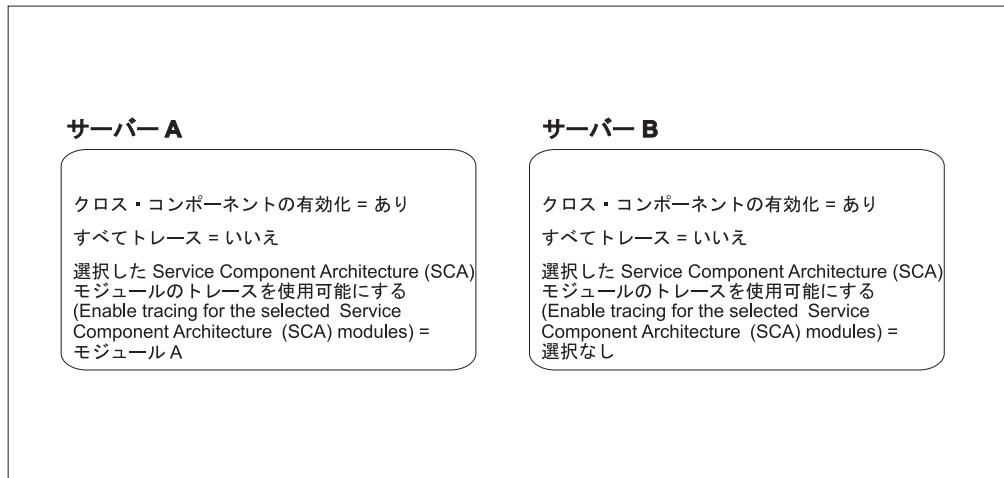 サーバー A
クロス・コンポーネントの有効化 = あり
すべてトレース = いいえ
選択した Service Component Architecture (SCA)
モジュールのトレースを使用可能にする
(Enable tracing for the selected Service
Component Architecture (SCA) modules) =
モジュール A
サーバー B
クロス・コンポーネントの有効化 = あり
すべてトレース = いいえ
選択した Service Component Architecture (SCA)
モジュールのトレースを使用可能にする
(Enable tracing for the selected Service
Component Architecture (SCA) modules) =
選択なし